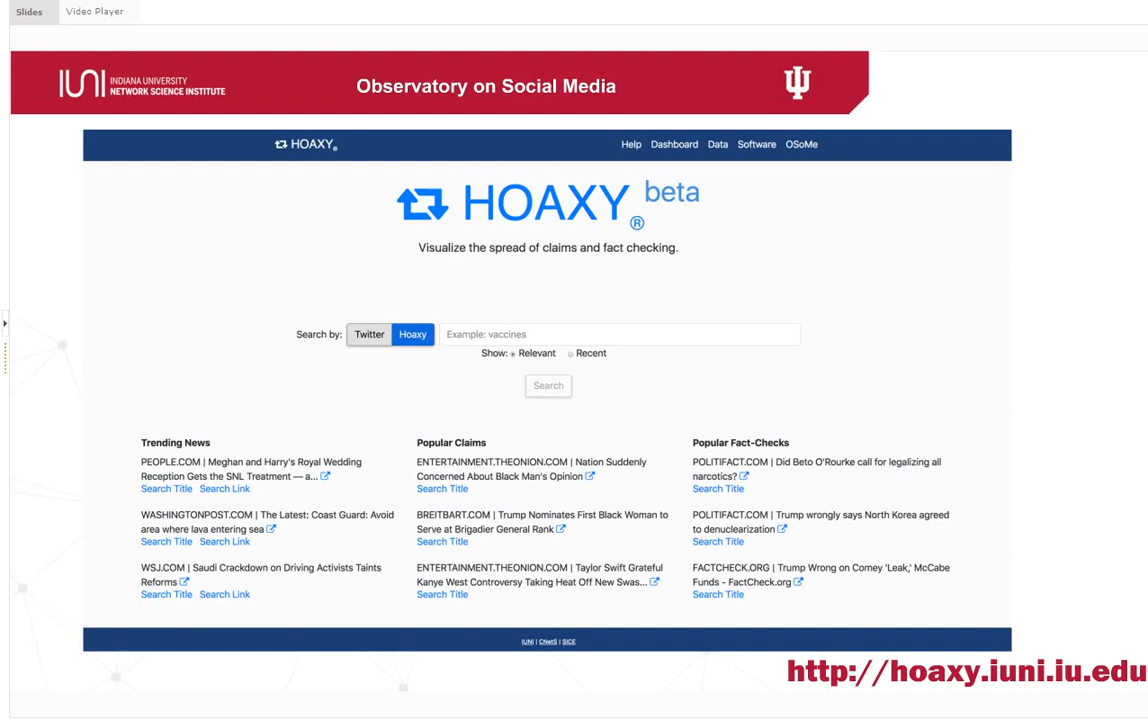 Slides Video Player
INDIANA UNIVERSITY
NETWORK SCIENCE INSTITUTE
Observatory on Social Media
HOAXY®
Help Dashboard Data Software OSoMe
HOAXY® beta
Visualize the spread of claims and fact checking.
Search by: Twitter Hoaxy Example: vaccines
Show: Relevant Recent
Search
Trending News
PEOPLE.COM | Meghan and Harry's Royal Wedding
Reception Gets the SNL Treatment — a...
Search Title Search Link
WASHINGTONPOST.COM | The Latest: Coast Guard: Avoid
area where lava entering sea
Search Title Search Link
WSJ.COM | Saudi Crackdown on Driving Activists Taints
Reforms
Search Title Search Link
Popular Claims
ENTERTAINMENT.THEONION.COM | Nation Suddenly
Concerned About Black Man's Opinion
Search Title
BREITBART.COM | Trump Nominates First Black Woman to
Serve at Brigadier General Rank
Search Title
ENTERTAINMENT.THEONION.COM | Taylor Swift Grateful
Kanye West Controversy Taking Heat Off New Swas...
Search Title
Popular Fact-Checks
POLITIFACT.COM | Did Beto O'Rourke call for legalizing all
narcotics?
Search Title
POLITIFACT.COM | Trump wrongly says North Korea agreed
to denuclearization
Search Title
FACTCHECK.ORG | Trump Wrong on Comey 'Leak,' McCabe
Funds - FactCheck.org
Search Title
IUNI | CNetS | SICE
http://hoaxy.iuni.iu.edu